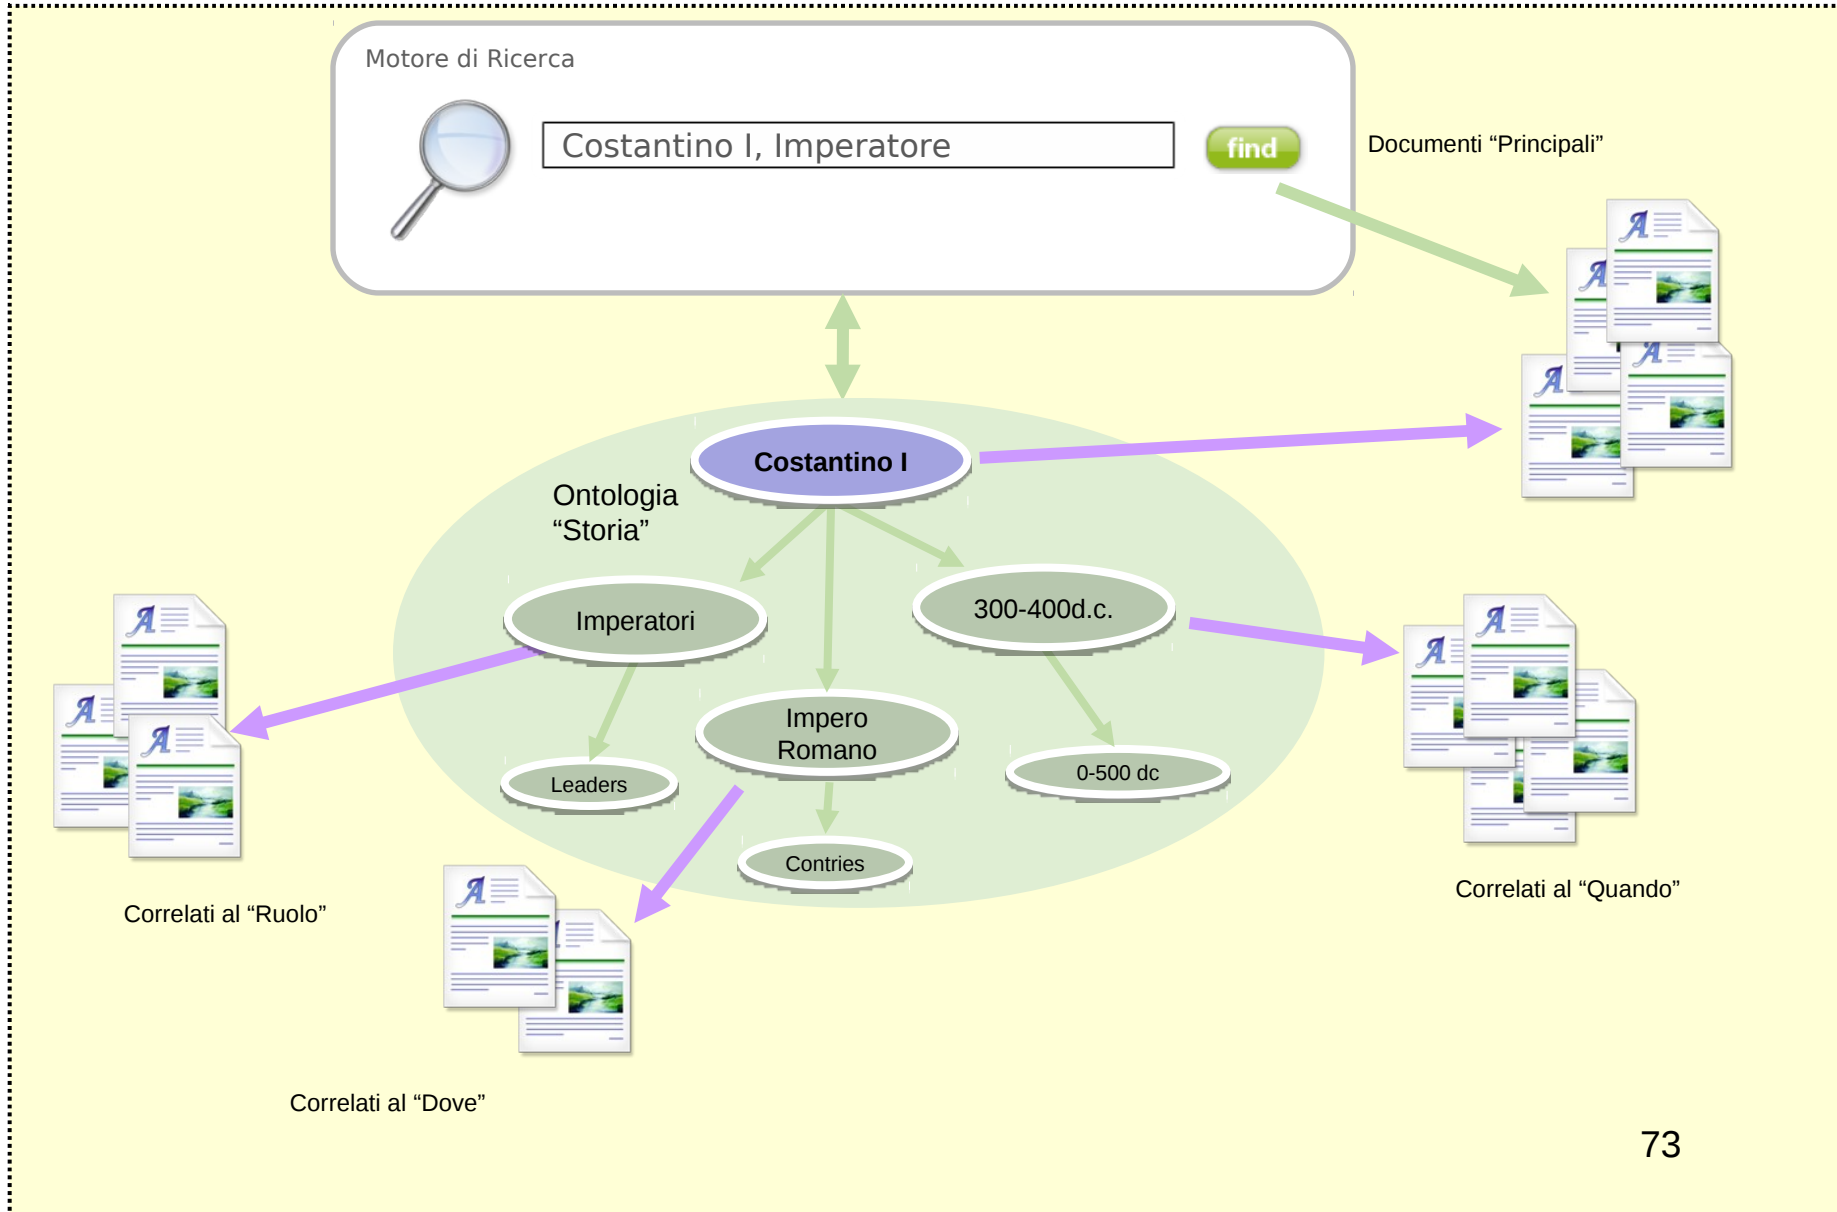 Motore di Ricerca
Costantino I, Imperatore
find
Documenti “Principali”
Costantino I
Ontologia
“Storia”
Imperatori
300-400d.c.
Impero
Romano
Leaders
0-500 dc
Contries
Correlati al “Ruolo”
Correlati al “Quando”
Correlati al “Dove”
73